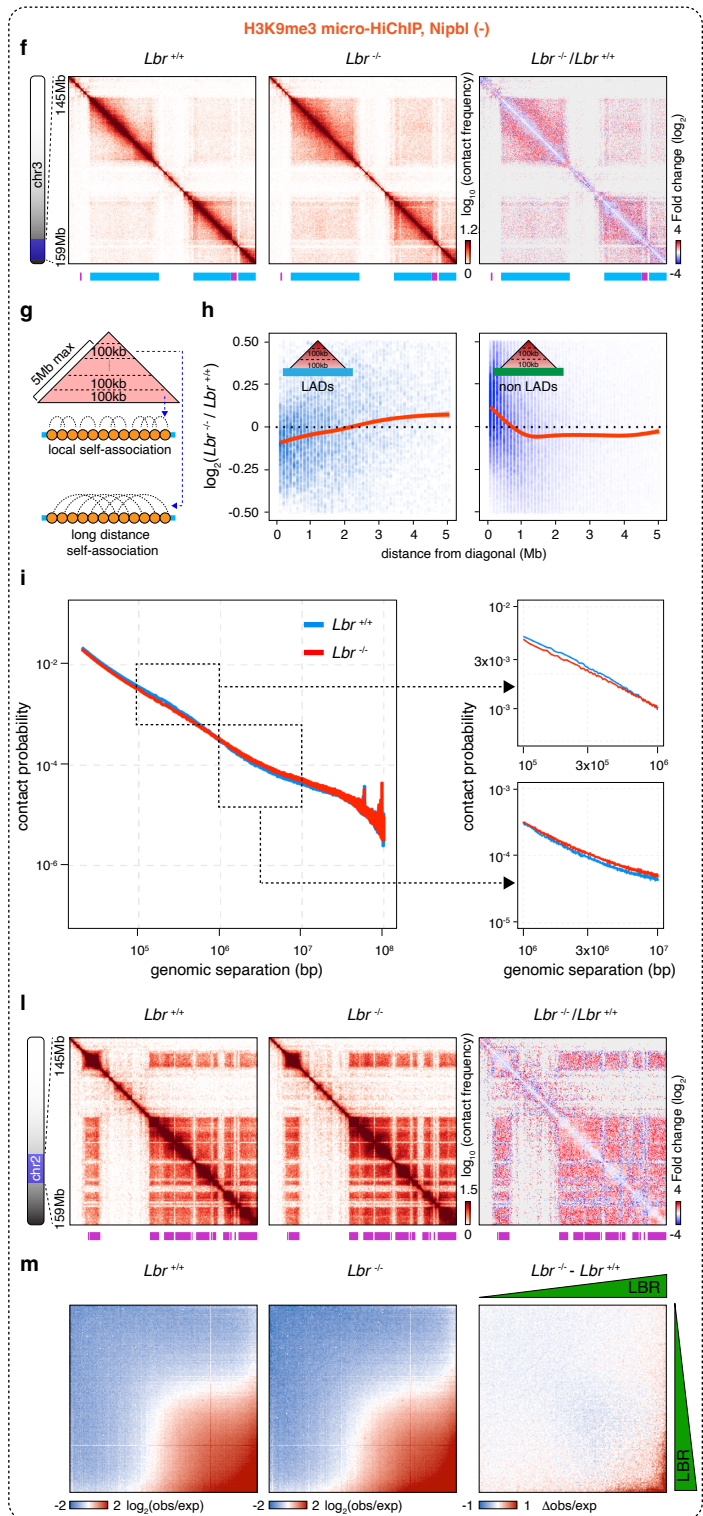 H3K9me3 micro-HiChIP, Nipbl (-)
f
Lbr +/+
Lbr -/-
Lbr -/- / Lbr +/+
chr3
145Mb
159Mb
log10 (contact frequency)
1.2
0
Fold change (log2)
4
-4
g
5Mb max
100kb
100kb
100kb
local self-association
long distance
self-association
h
log2(Lbr -/- / Lbr +/+)
0.50
0.25
0
-0.25
-0.50
100kb
100kb
LADs
100kb
100kb
non LADs
0 1 2 3 4 5
0 1 2 3 4 5
distance from diagonal (Mb)
i
contact probability
10-2
10-4
10-6
Lbr +/+
Lbr -/-
105 106 107 108
genomic separation (bp)
contact probability
10-2
3x10-3
10-3
105 3x105 106
10-3
10-4
10-5
106 3x106 107
genomic separation (bp)
l
Lbr +/+
Lbr -/-
Lbr -/- / Lbr +/+
chr2
145Mb
159Mb
log10 (contact frequency)
1.5
0
Fold change (log2)
4
-4
m
Lbr +/+
Lbr -/-
Lbr -/- - Lbr +/+
LBR
LBR
-2 2 log2(obs/exp)
-2 2 log2(obs/exp)
-1 1 Δobs/exp